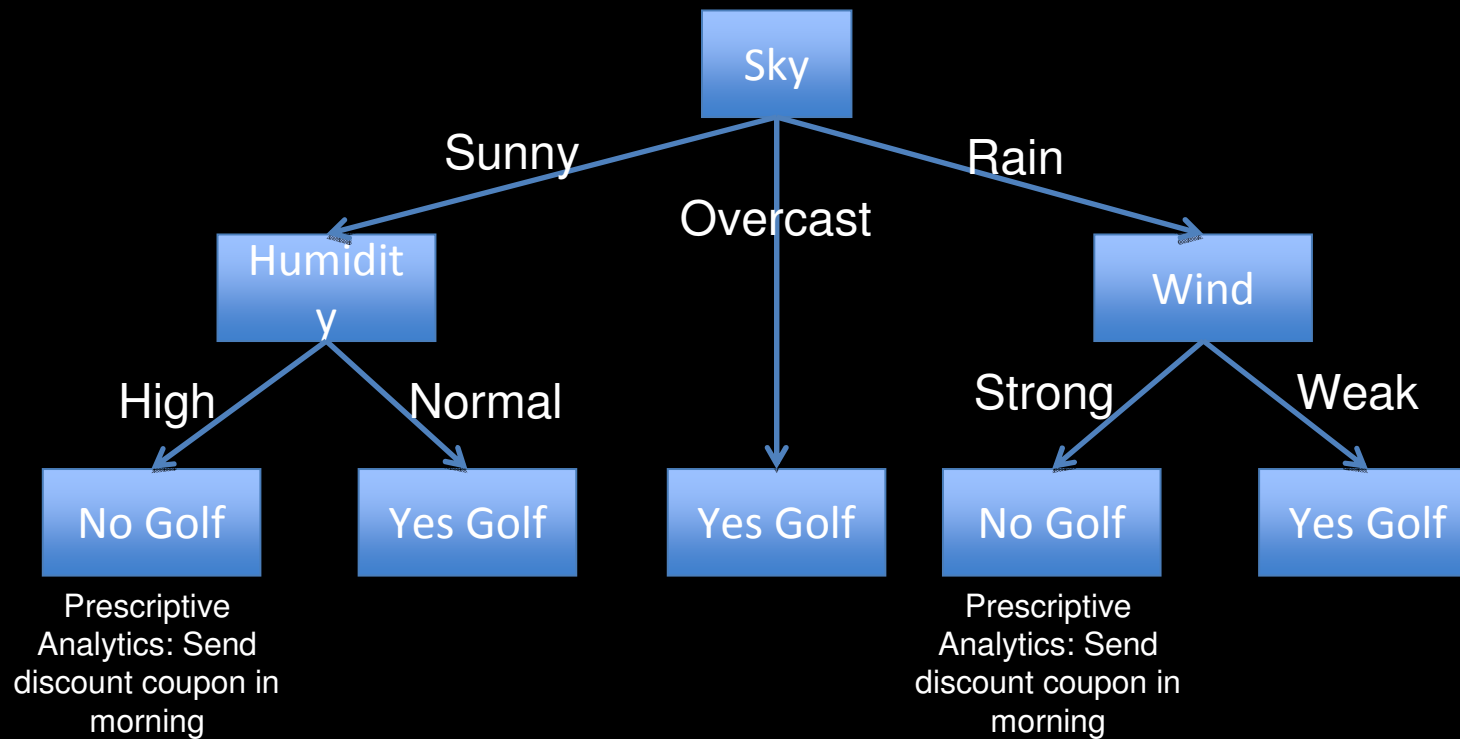 Sky
Sunny
Rain
Overcast
Humidit
y
Wind
High
Normal
Strong
Weak
No Golf
Yes Golf
Yes Golf
No Golf
Yes Golf
Prescriptive
Analytics: Send
discount coupon in
morning
Prescriptive
Analytics: Send
discount coupon in
morning